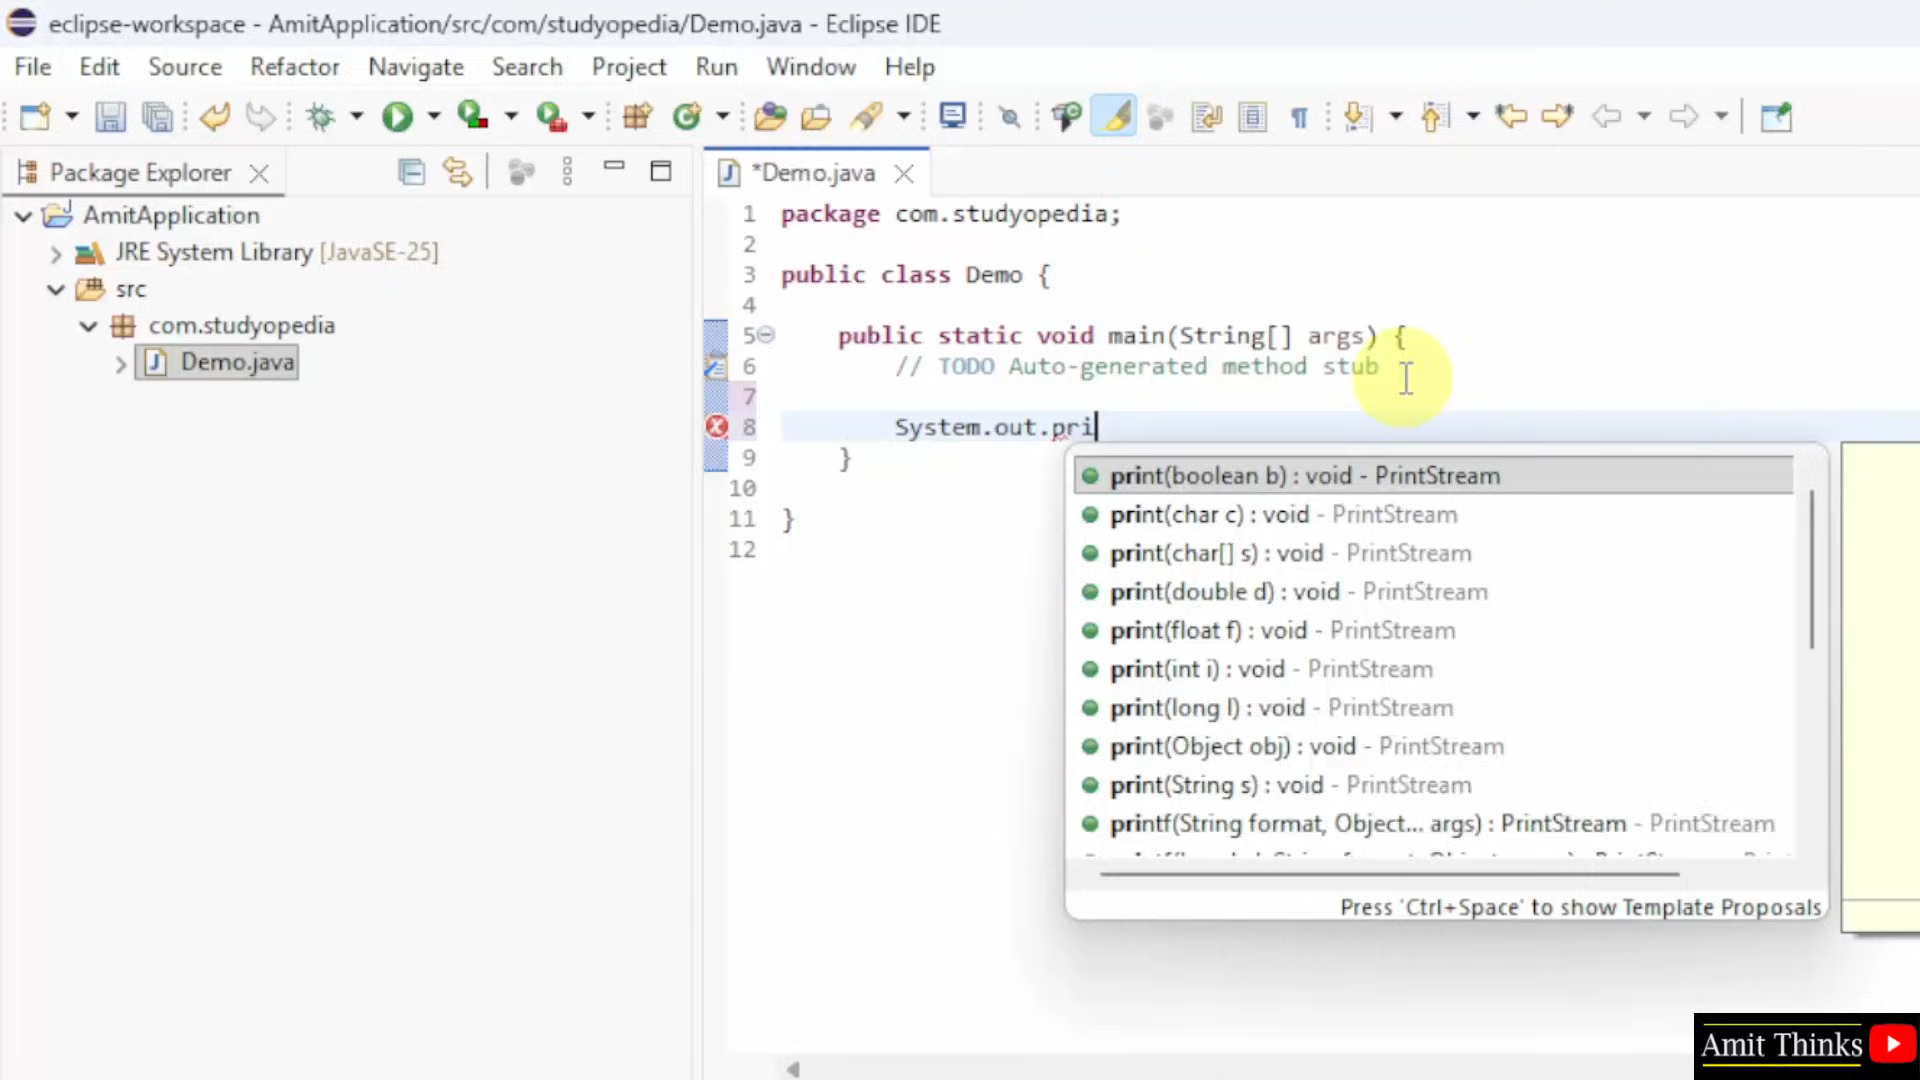 eclipse-workspace - AmitApplication/src/com/studyopedia/Demo.java - Eclipse IDE
File Edit Source Refactor Navigate Search Project Run Window Help
Package Explorer
AmitApplication
JRE System Library [JavaSE-25]
src
com.studyopedia
Demo.java
*Demo.java
1 package com.studyopedia;
2
3 public class Demo {
4
5 public static void main(String[] args) {
6 // TODO Auto-generated method stub
7
8 System.out.pri
9 }
10
11 }
12
print(boolean b) : void - PrintStream
print(char c) : void - PrintStream
print(char[] s) : void - PrintStream
print(double d) : void - PrintStream
print(float f) : void - PrintStream
print(int i) : void - PrintStream
print(long l) : void - PrintStream
print(Object obj) : void - PrintStream
print(String s) : void - PrintStream
printf(String format, Object... args) : PrintStream - PrintStream
Press 'Ctrl+Space' to show Template Proposals
Amit Thinks